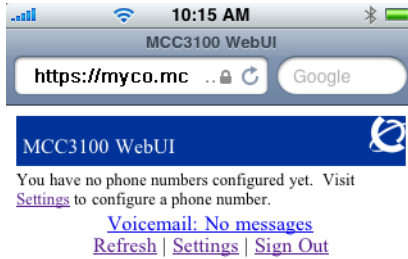 10:15 AM
MCC3100 WebUI
https://myco.mc ..
Google
MCC3100 WebUI
You have no phone numbers configured yet. Visit
Settings to configure a phone number.
Voicemail: No messages
Refresh | Settings | Sign Out